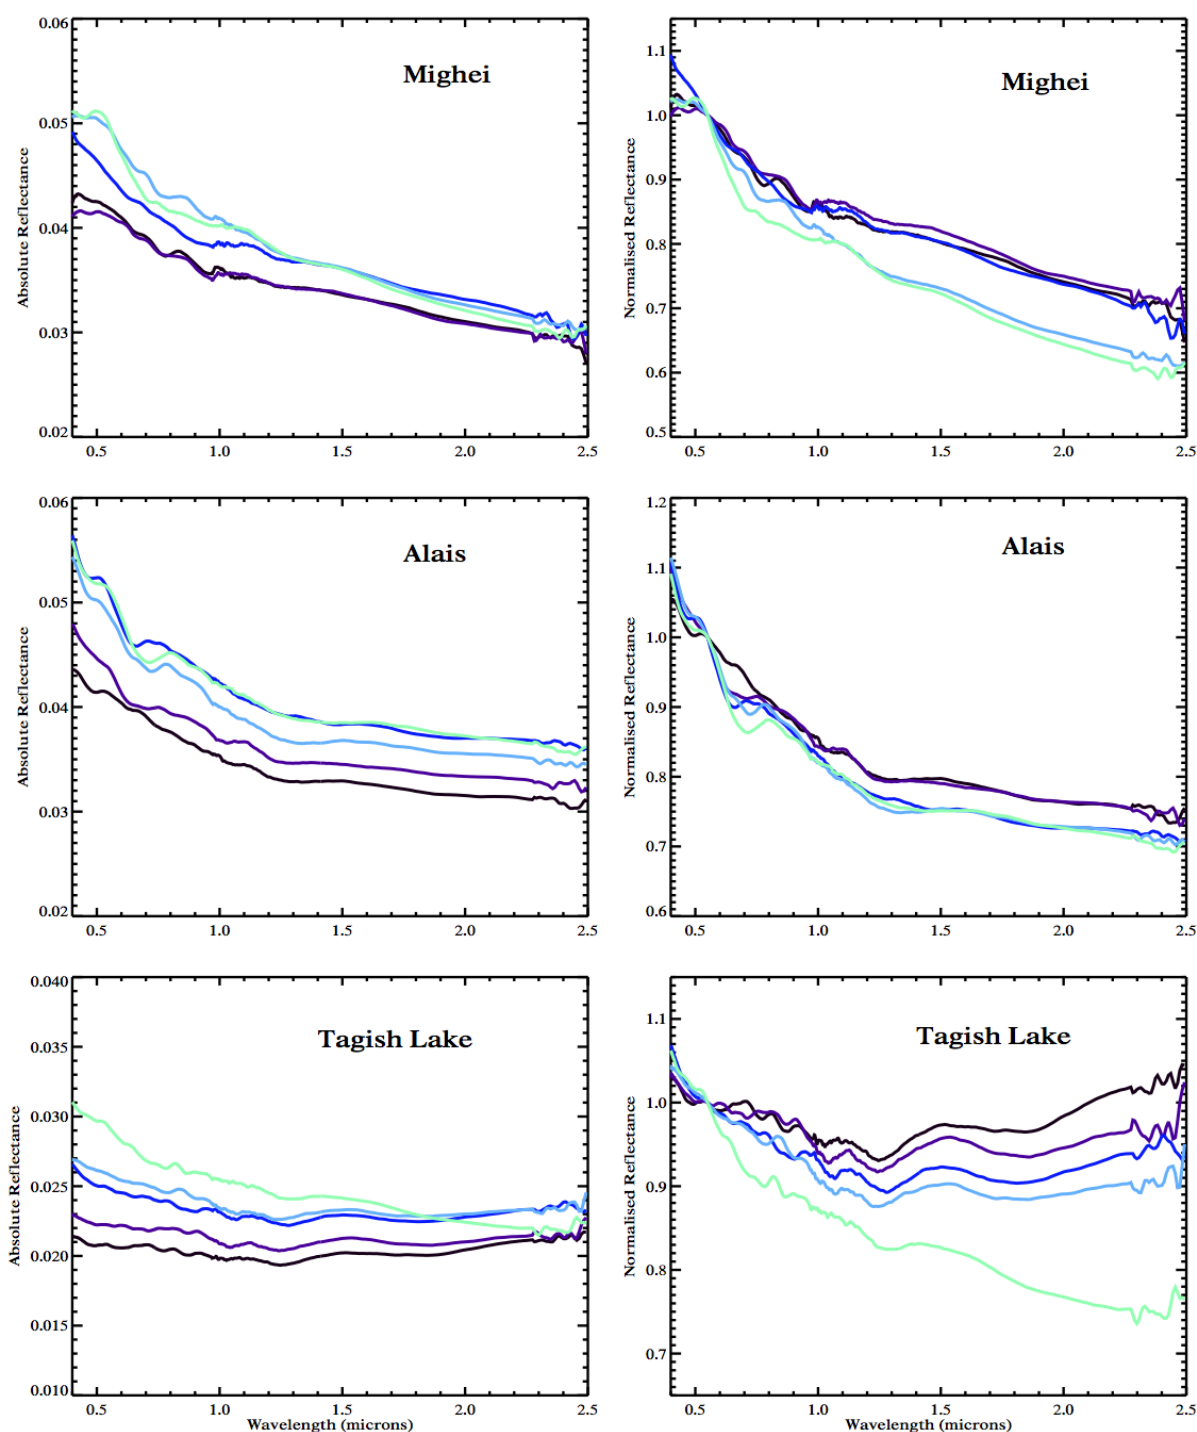 0.06
0.05
0.04
0.03
0.02
Absolute Reflectance
Mighei
0.5 1.0 1.5 2.0 2.5
1.1
1.0
0.9
0.8
0.7
0.6
0.5
Normalised Reflectance
Mighei
0.5 1.0 1.5 2.0 2.5
0.06
0.05
0.04
0.03
0.02
Absolute Reflectance
Alais
0.5 1.0 1.5 2.0 2.5
1.2
1.1
1.0
0.9
0.8
0.7
0.6
Normalised Reflectance
Alais
0.5 1.0 1.5 2.0 2.5
0.040
0.035
0.030
0.025
0.020
0.015
0.010
Absolute Reflectance
Tagish Lake
0.5 1.0 1.5 2.0 2.5
Wavelength (microns)
1.1
1.0
0.9
0.8
0.7
Normalised Reflectance
Tagish Lake
0.5 1.0 1.5 2.0 2.5
Wavelength (microns)